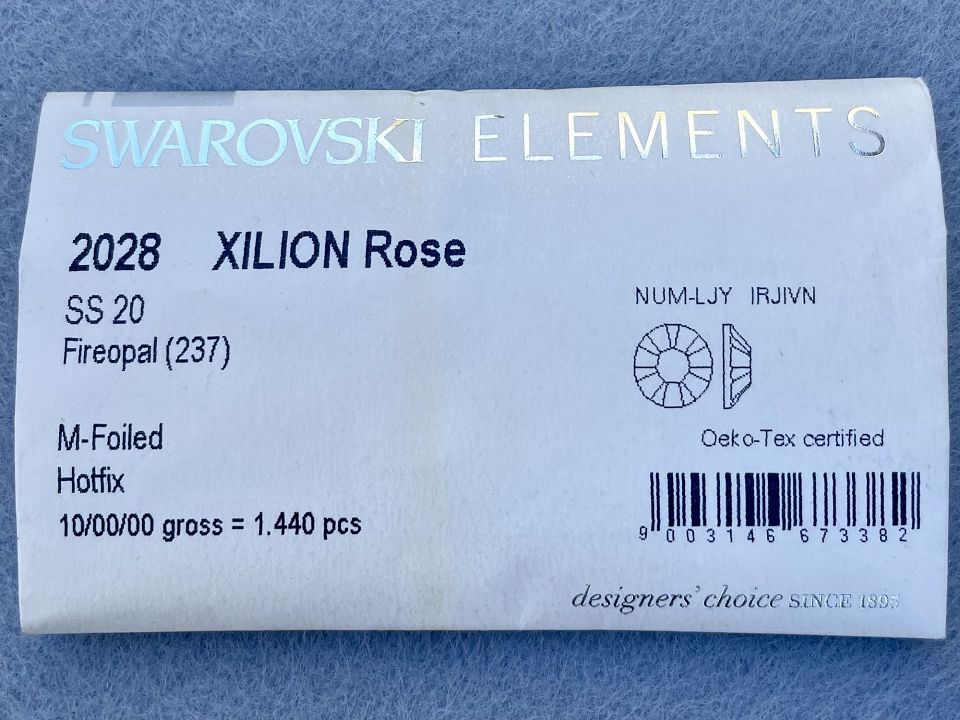 SWAROVSKI ELEMENTS
2028 XILION Rose
SS 20
Fireopal (237)
NUM-LJY IRJIVN
M-Foiled
Hotfix
10/00/00 gross = 1.440 pcs
Oeko-Tex certified
9 003146 673382
designers' choice SINCE 1895